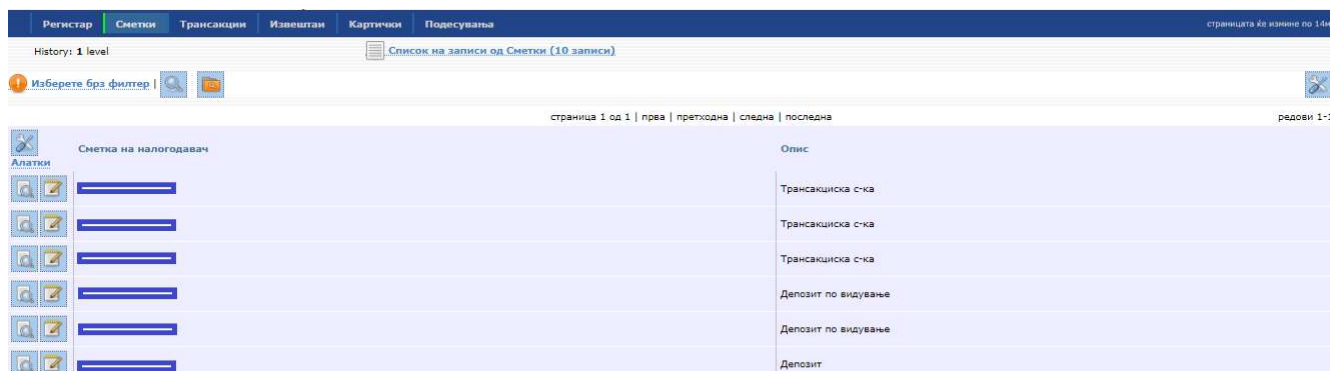 Регистар Сметки Трансакции Извештаи Картички Подесувања страницата ќе измине по 14м
History: 1 level Список на записи од Сметки (10 записи)
Изберете брз филтер |
страница 1 од 1 | прва | претходна | следна | последна редови 1-1
Алатки Сметка на налогодавач Опис
Трансакциска с-ка
Трансакциска с-ка
Трансакциска с-ка
Депозит по видување
Депозит по видување
Депозит